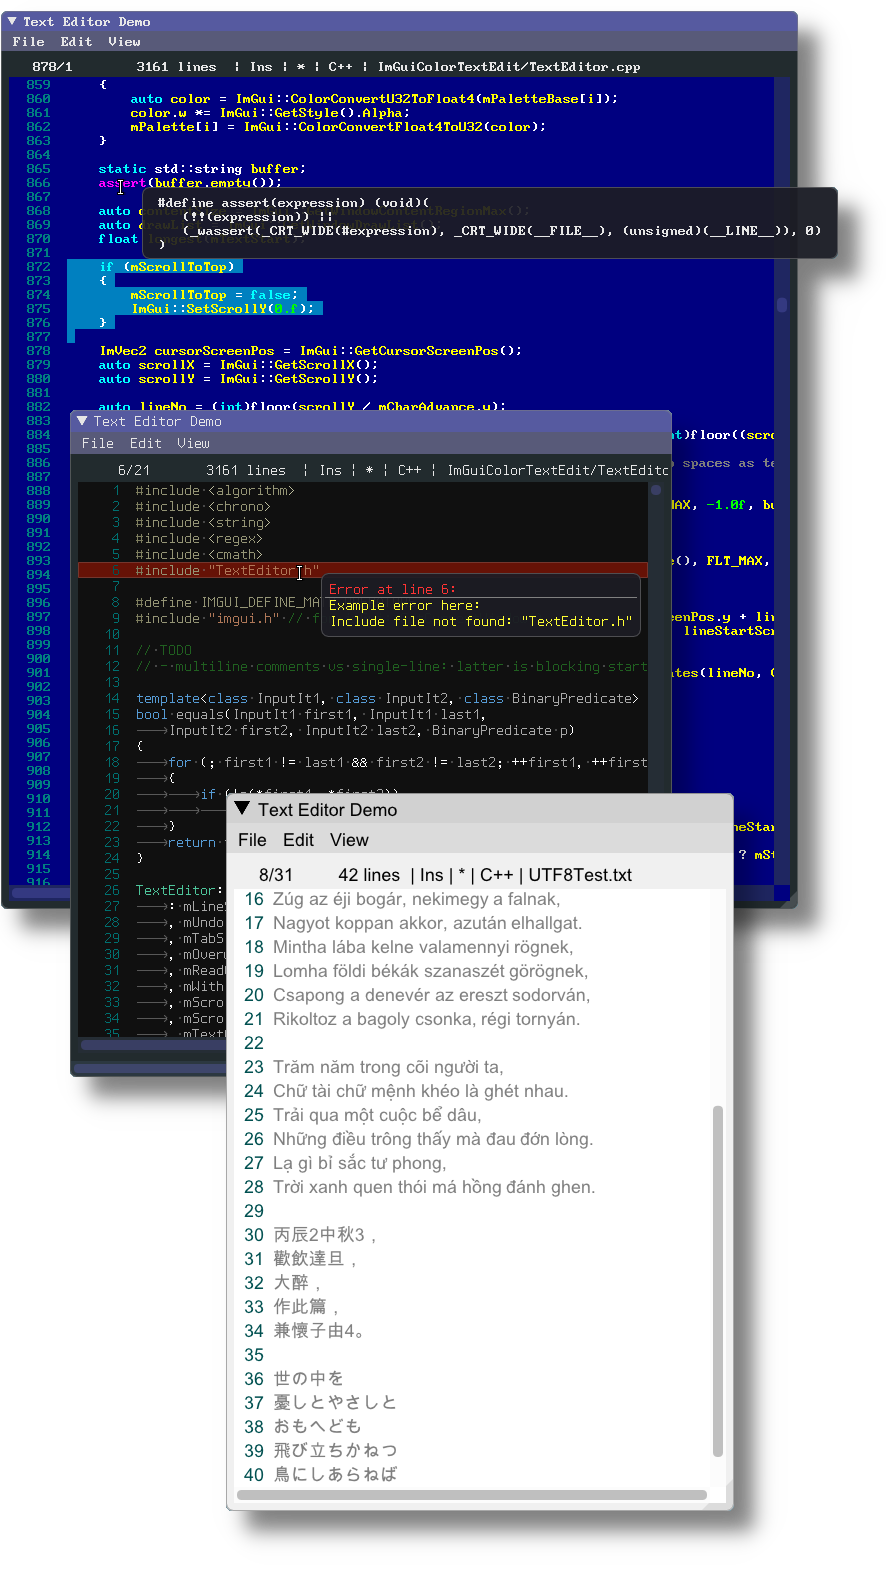 Text Editor Demo
File Edit View
878/1 3161 lines | Ins | * | C++ | ImGuiColorTextEdit/TextEditor.cpp
859 {
860 auto color = ImGui::ColorConvertU32ToFloat4(mPaletteBase[i]);
861 color.w *= ImGui::GetStyle().Alpha;
862 mPalette[i] = ImGui::ColorConvertFloat4ToU32(color);
863 }
864
865 static std::string buffer;
866 assert(buffer.empty());
867
#define assert(expression) (void)(
(!!(expression)) ||
(_wassert(_CRT_WIDE(#expression), _CRT_WIDE(__FILE__), (unsigned)(__LINE__)), 0)
)
868 auto
869 auto
870 float longest(mTextStart);
871
872 if (mScrollToTop)
873 {
874 mScrollToTop = false;
875 ImGui::SetScrollY(0.f);
876 }
877
878 ImVec2 cursorScreenPos = ImGui::GetCursorScreenPos();
879 auto scrollX = ImGui::GetScrollX();
880 auto scrollY = ImGui::GetScrollY();
881
882 auto lineNo = (int)floor(scrollY / mCharAdvance.y);
883
884 nt)floor((scro
885
886 spaces as te
887
888
889 MAX, -1.0f, bu
890
891
892
893 (), FLT_MAX,
894
895
896
897 enPos.y + lin
898 lineStartScr
899
900
901 ates(lineNo, (
902
903
904
905
906
907
908
909
910
911
912 neStar
913
914 ? mSt
915
916
Text Editor Demo
File Edit View
6/21 3161 lines | Ins | * | C++ | ImGuiColorTextEdit/TextEdito
1 #include <algorithm>
2 #include <chrono>
3 #include <string>
4 #include <regex>
5 #include <cmath>
6 #include "TextEditor.h"
7
Error at line 6:
Example error here:
Include file not found: "TextEditor.h"
8 #define IMGUI_DEFINE_MA
9 #include "imgui.h" // f
10
11 // TODO
12 // - multiline comments vs single-line: latter is blocking start
13
14 template<class InputIt1, class InputIt2, class BinaryPredicate>
15 bool equals(InputIt1 first1, InputIt1 last1,
16 InputIt2 first2, InputIt2 last2, BinaryPredicate p)
17 {
18 for (; first1 != last1 && first2 != last2; ++first1, ++first
19 {
20 if (!p(*first1, *first2))
21
22 }
23 return
24 }
25
26 TextEditor:
27 : mLineS
28 , mUndo
29 , mTabS
30 , mOverw
31 , mRead
32 , mWith
33 , mScro
34 , mScro
35 , mText
Text Editor Demo
File Edit View
8/31 42 lines | Ins | * | C++ | UTF8Test.txt
16 Zúg az éji bogár, nekimegy a falnak,
17 Nagyot koppan akkor, azután elhallgat.
18 Mintha lába kelne valamennyi rögnek,
19 Lomha földi békák szanaszét görögnek,
20 Csapong a denevér az ereszt sodorván,
21 Rikoltoz a bagoly csonka, régi tornyán.
22
23 Trăm năm trong cõi người ta,
24 Chữ tài chữ mệnh khéo là ghét nhau.
25 Trải qua một cuộc bể dâu,
26 Những điều trông thấy mà đau đớn lòng.
27 Lạ gì bỉ sắc tư phong,
28 Trời xanh quen thói má hồng đánh ghen.
29
30 丙辰2中秋3，
31 歡飲達旦，
32 大醉，
33 作此篇，
34 兼懷子由4。
35
36 世の中を
37 憂しとやさしと
38 おもへども
39 飛び立ちかねつ
40 鳥にしあらねば